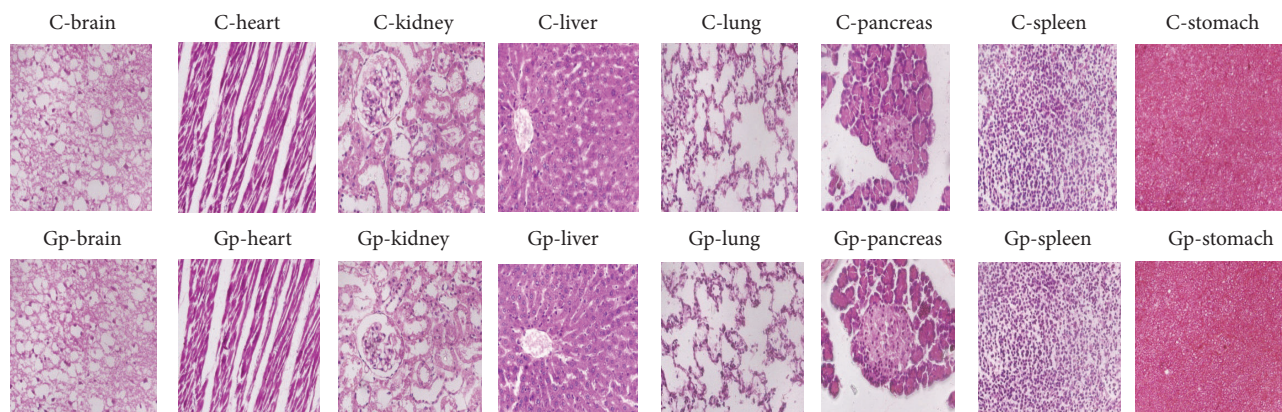 C-brain C-heart C-kidney C-liver C-lung C-pancreas C-spleen C-stomach
Gp-brain Gp-heart Gp-kidney Gp-liver Gp-lung Gp-pancreas Gp-spleen Gp-stomach